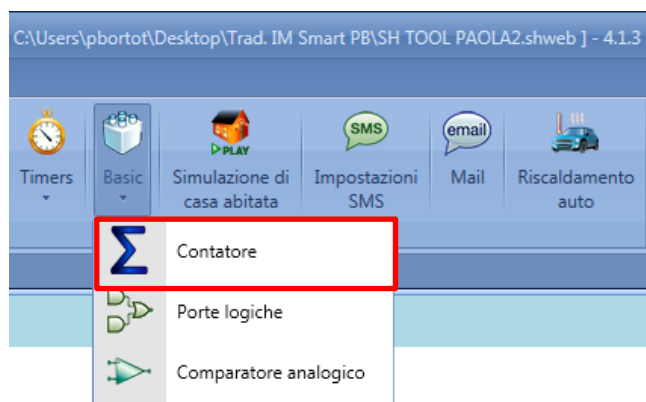 C:\Users\pbortot\Desktop\Trad. IM Smart PB\SH TOOL PAOLA2.shweb ] - 4.1.3
SMS
email
PLAY
Timers
Basic
Simulazione di
casa abitata
Impostazioni
SMS
Mail
Riscaldamento
auto
Contatore
Porte logiche
Comparatore analogico